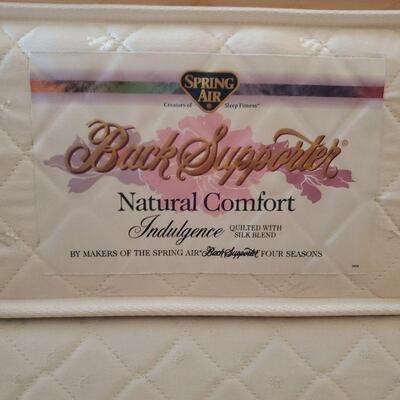 SPRING
AIR
Creators of Sleep Fitness™
Back Supporter®
Natural Comfort
Indulgence QUILTED WITH
SILK BLEND
BY MAKERS OF THE SPRING AIR® Back Supporter® FOUR SEASONS